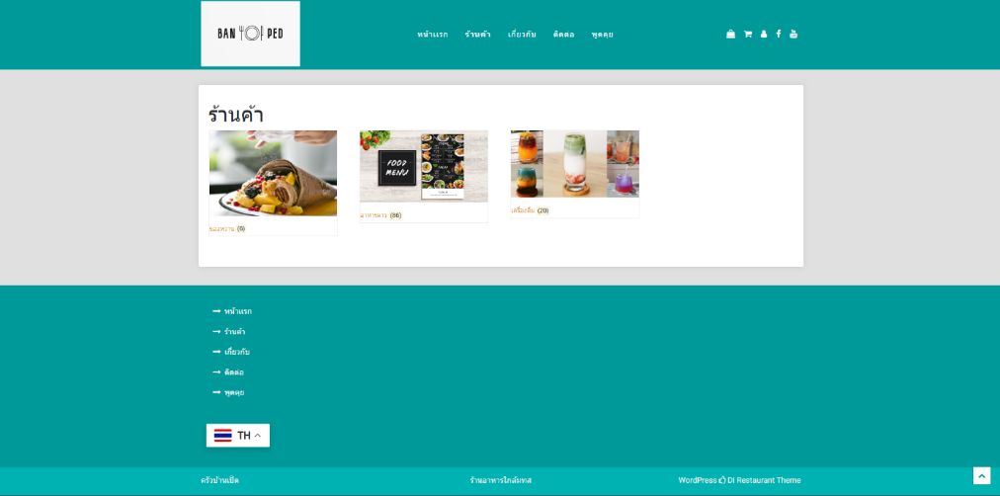 BAN PED
หน้าแรก ร้านค้า เกี่ยวกับ ติดต่อ พูดคุย
ร้านค้า
FOOD MENU
ของหวาน (6)
อาหารคาว (66)
เครื่องดื่ม (20)
หน้าแรก
ร้านค้า
เกี่ยวกับ
ติดต่อ
พูดคุย
TH
ครัวบ้านเป็ด ร้านอาหารใกล้มทส WordPress Di Restaurant Theme